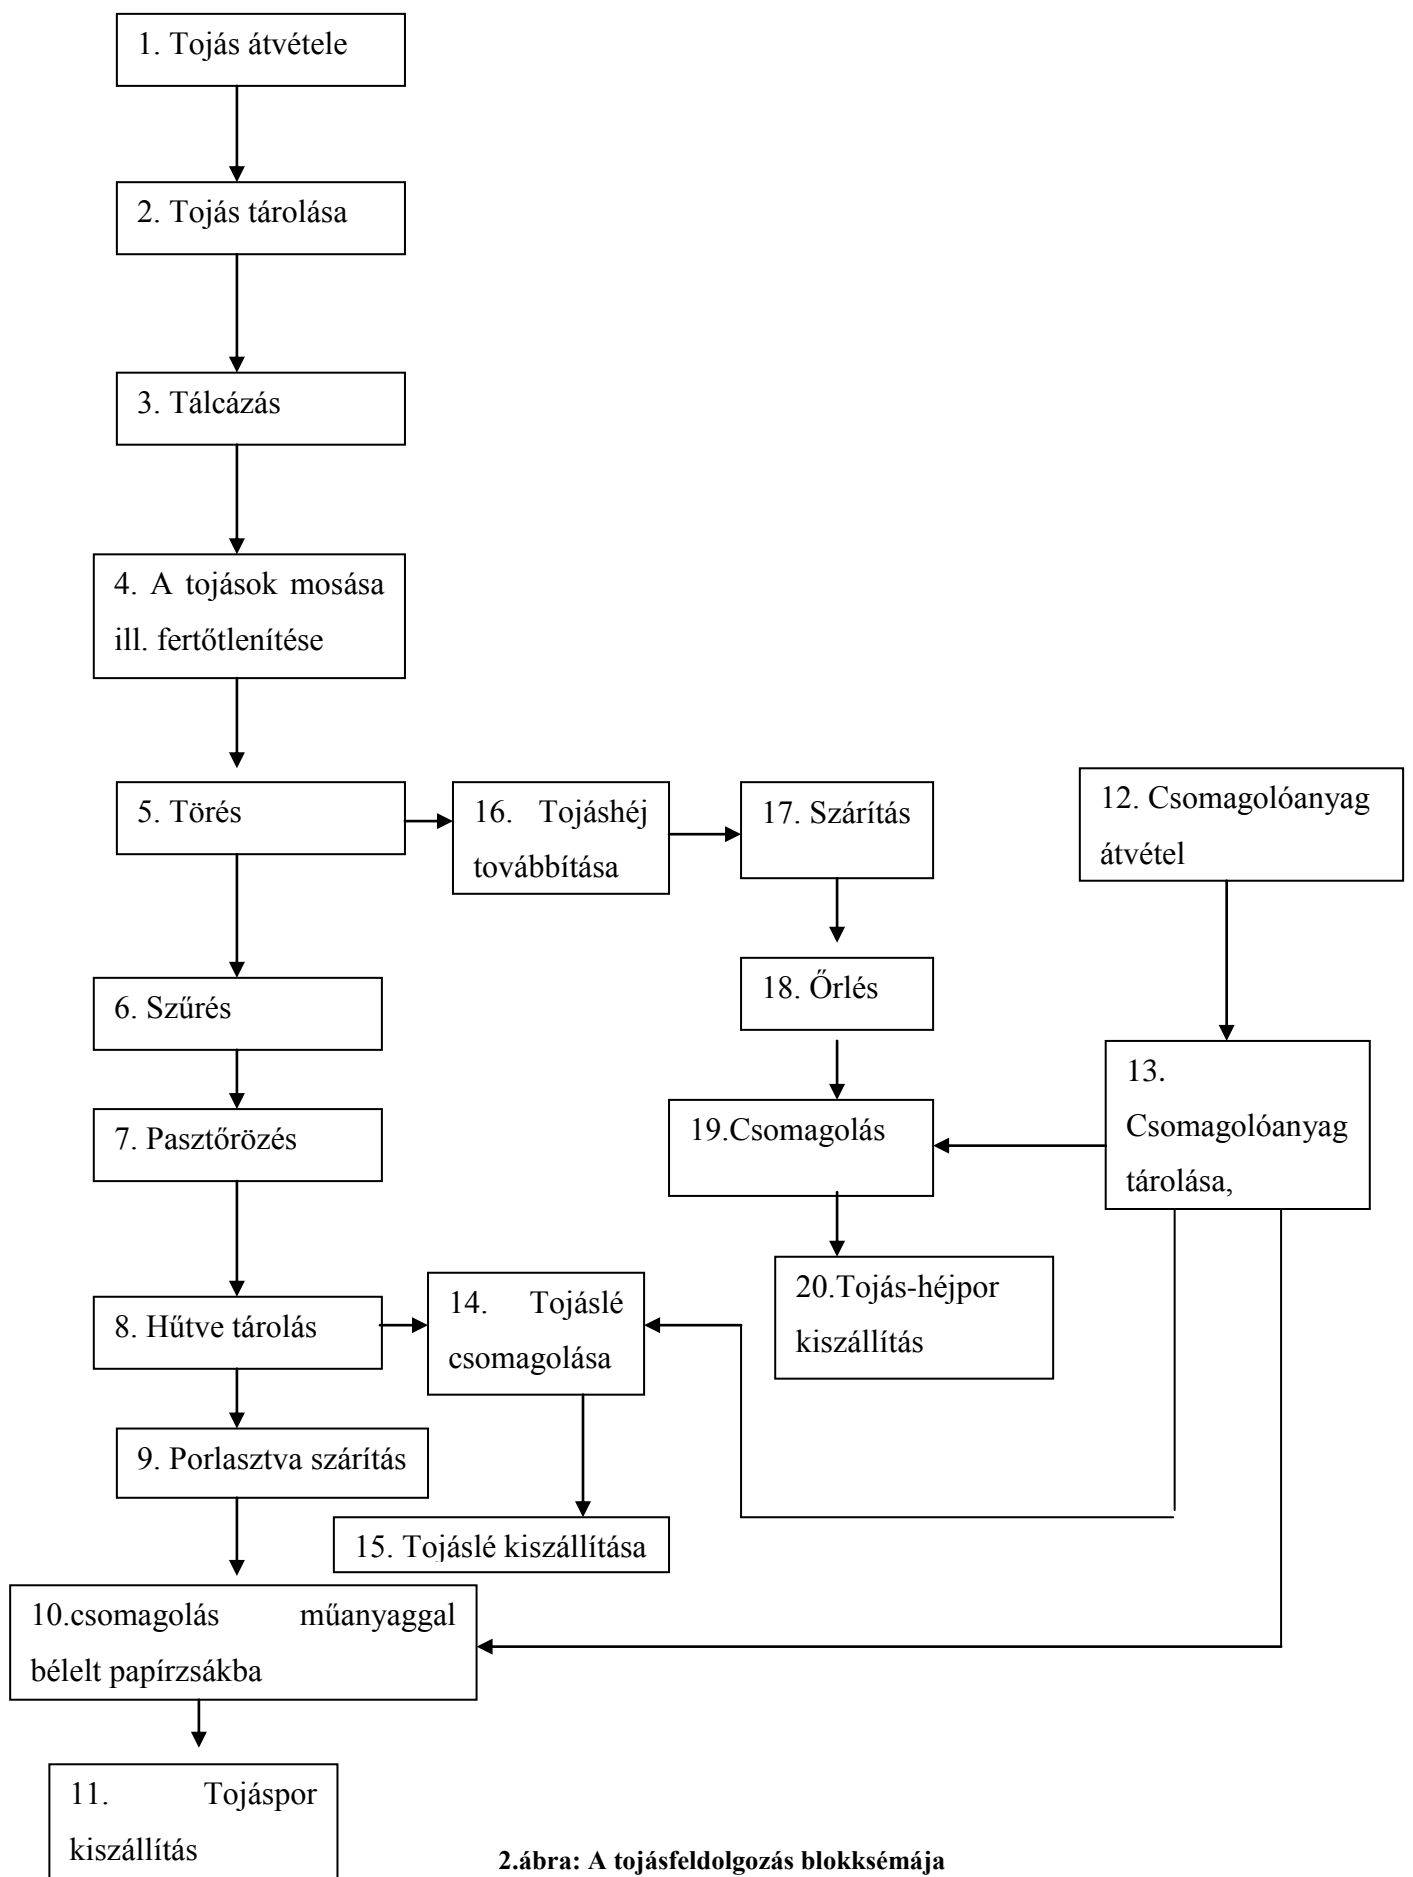 1. Tojás átvétele
2. Tojás tárolása
3. Tálcázás
4. A tojások mosása
ill. fertőtlenítése
5. Törés
16. Tojáshéj
továbbítása
17. Szárítás
12. Csomagolóanyag
átvétel
6. Szűrés
18. Őrlés
7. Pasztőrözés
19.Csomagolás
13.
Csomagolóanyag
tárolása,
8. Hűtve tárolás
14. Tojáslé
csomagolása
20.Tojás-héjpor
kiszállítás
9. Porlasztva szárítás
15. Tojáslé kiszállítása
10.csomagolás műanyaggal
bélelt papírzsákba
11. Tojáspor
kiszállítás
2.ábra: A tojásfeldolgozás blokksémája